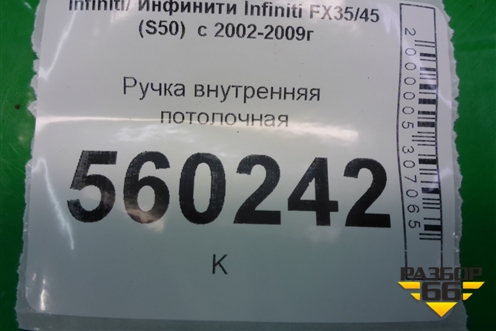 Infiniti/ Инфинити Infiniti FX35/45
(S50) с 2002-2009г
Ручка внутренняя
потолочная
560242
К
2000005307065
РАЗБОР
66